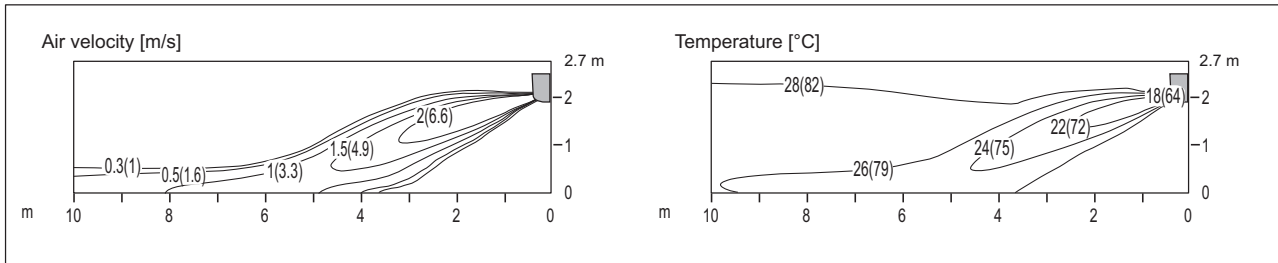 Air velocity [m/s]
2.7 m
2(6.6)
1.5(4.9)
1(3.3)
0.5(1.6)
0.3(1)
2
1
0
m
10 8 6 4 2 0
Temperature [°C]
2.7 m
28(82)
18(64)
22(72)
24(75)
26(79)
2
1
0
m
10 8 6 4 2 0